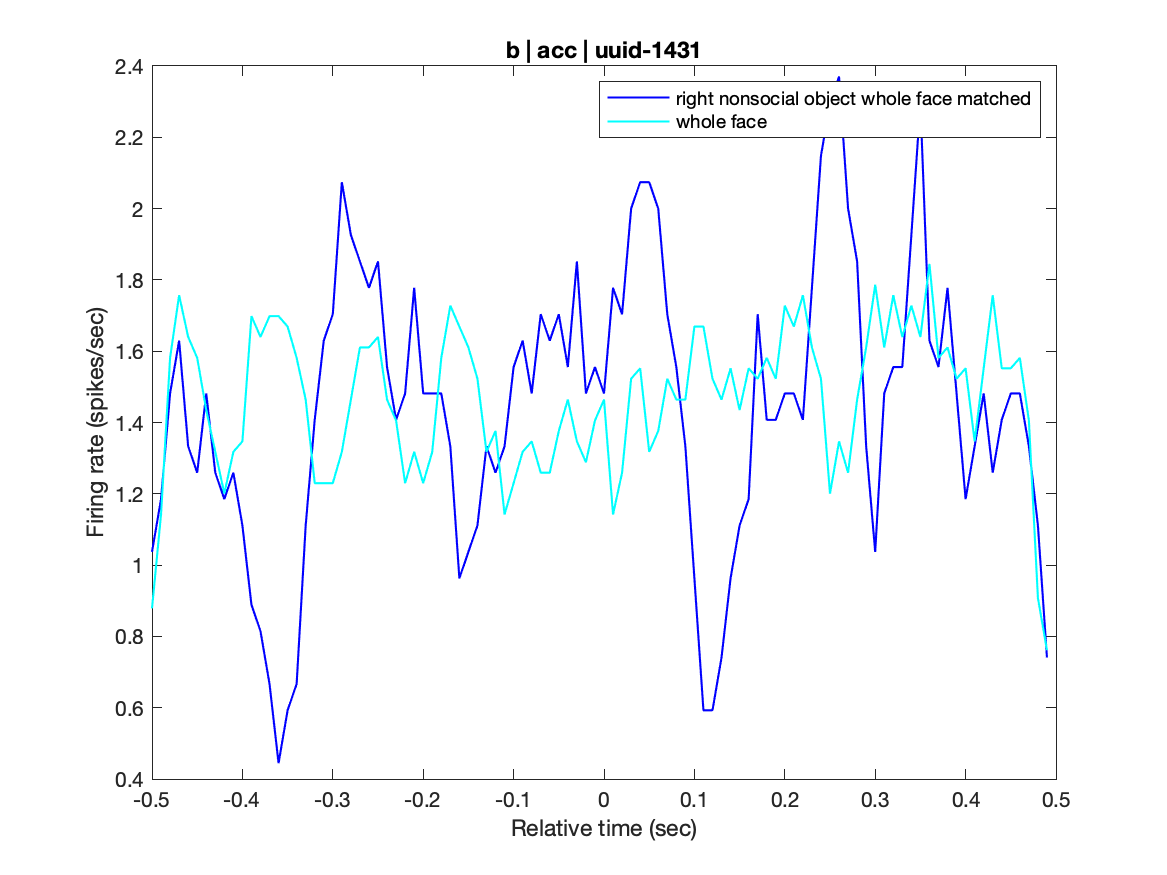 b | acc | uuid-1431
right nonsocial object whole face matched
whole face
Firing rate (spikes/sec)
2.4
2.2
2
1.8
1.6
1.4
1.2
1
0.8
0.6
0.4
-0.5 -0.4 -0.3 -0.2 -0.1 0 0.1 0.2 0.3 0.4 0.5
Relative time (sec)